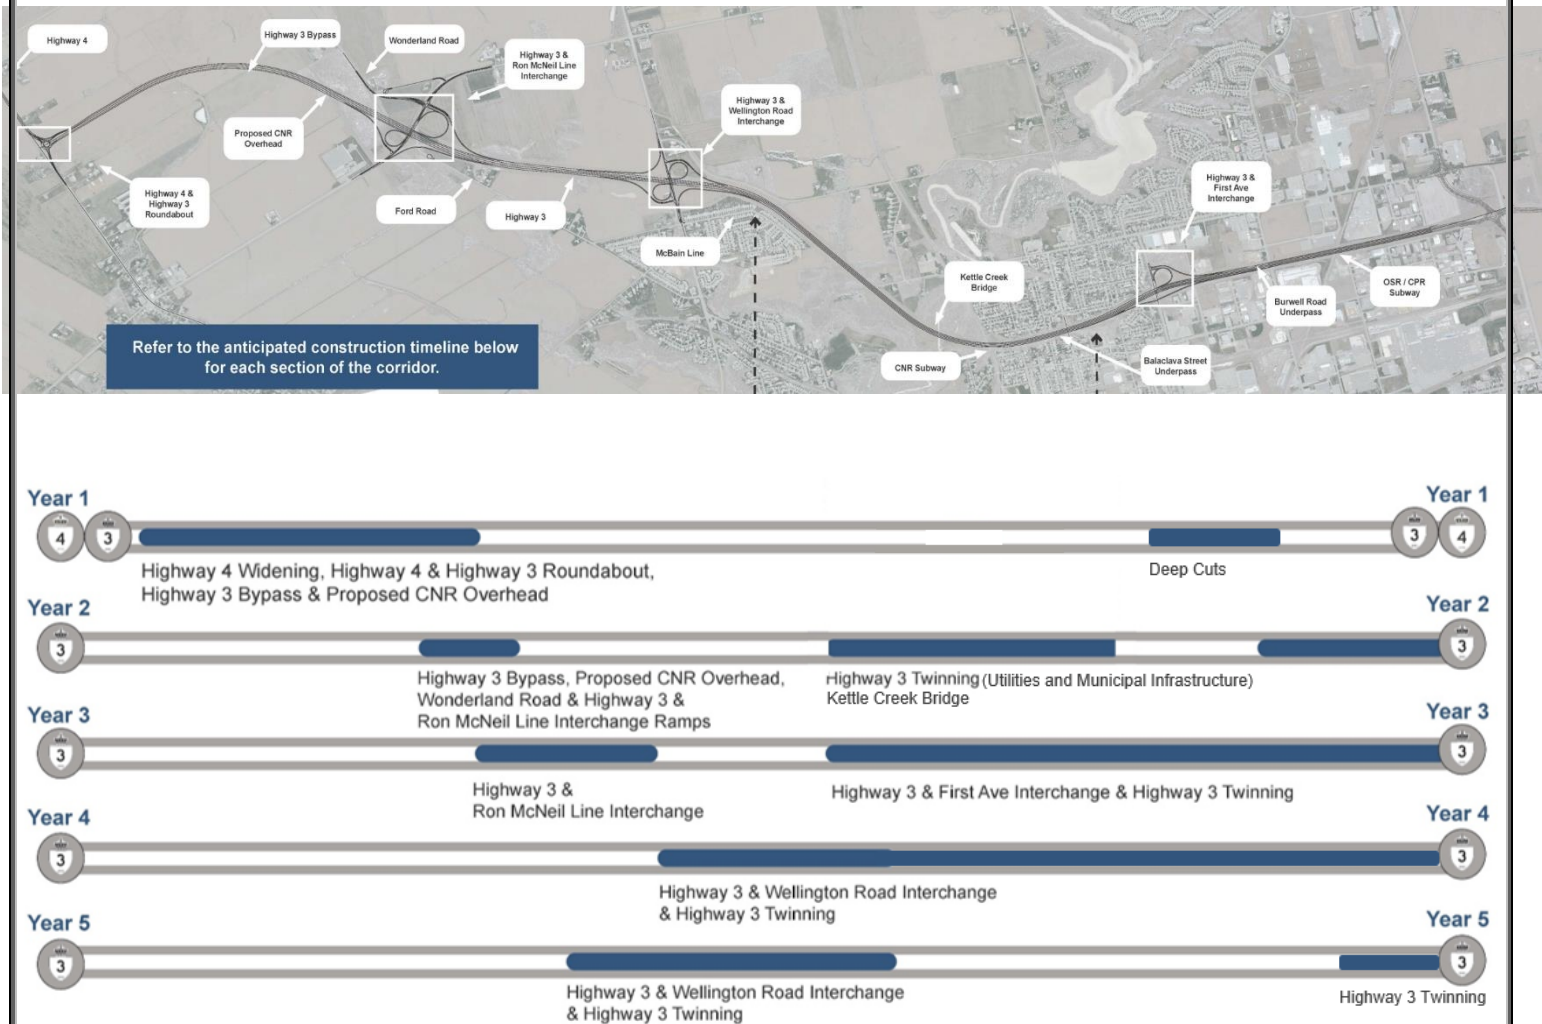 Highway 4
Highway 3 Bypass
Wonderland Road
Highway 3 &
Ron McNeil Line
Interchange
Proposed CNR
Overhead
Highway 3 &
Wellington Road
Interchange
Highway 4 &
Highway 3
Roundabout
Ford Road
Highway 3
McBain Line
Highway 3 &
First Ave
Interchange
Kettle Creek
Bridge
OSR / CPR
Subway
Burwell Road
Underpass
CNR Subway
Balaclava Street
Underpass
Refer to the anticipated construction timeline below
for each section of the corridor.
Year 1
Year 1
4
3
3
4
Highway 4 Widening, Highway 4 & Highway 3 Roundabout,
Highway 3 Bypass & Proposed CNR Overhead
Deep Cuts
Year 2
Year 2
3
3
Highway 3 Bypass, Proposed CNR Overhead,
Wonderland Road & Highway 3 &
Ron McNeil Line Interchange Ramps
Highway 3 Twinning (Utilities and Municipal Infrastructure)
Kettle Creek Bridge
Year 3
Year 3
3
3
Highway 3 &
Ron McNeil Line Interchange
Highway 3 & First Ave Interchange & Highway 3 Twinning
Year 4
Year 4
3
3
Highway 3 & Wellington Road Interchange
& Highway 3 Twinning
Year 5
Year 5
3
3
Highway 3 & Wellington Road Interchange
& Highway 3 Twinning
Highway 3 Twinning